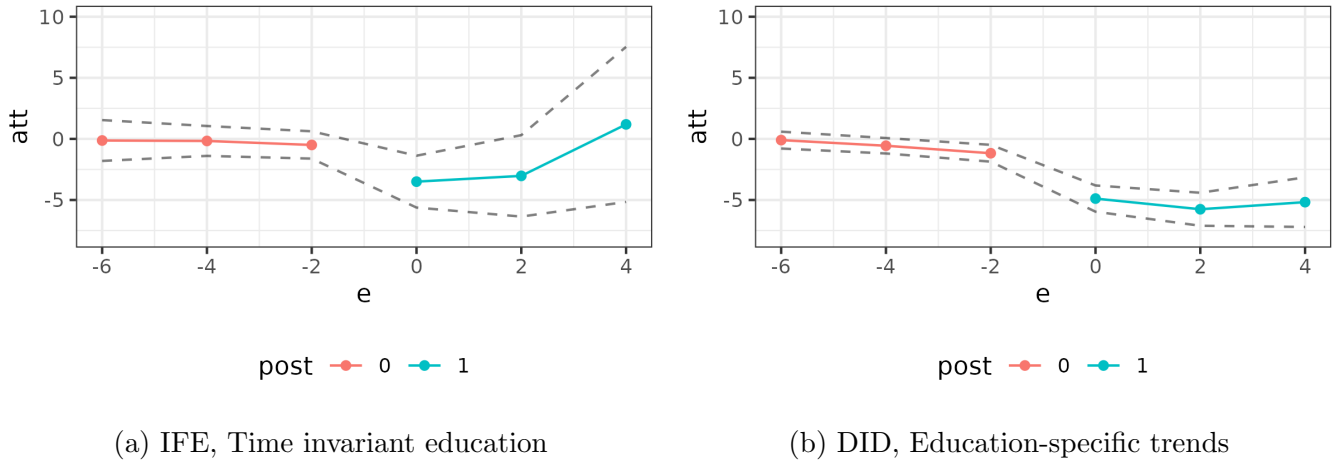 10
5
0
-5
att
-6 -4 -2 0 2 4
e
post 0 1
(a) IFE, Time invariant education
10
5
0
-5
att
-6 -4 -2 0 2 4
e
post 0 1
(b) DID, Education-specific trends